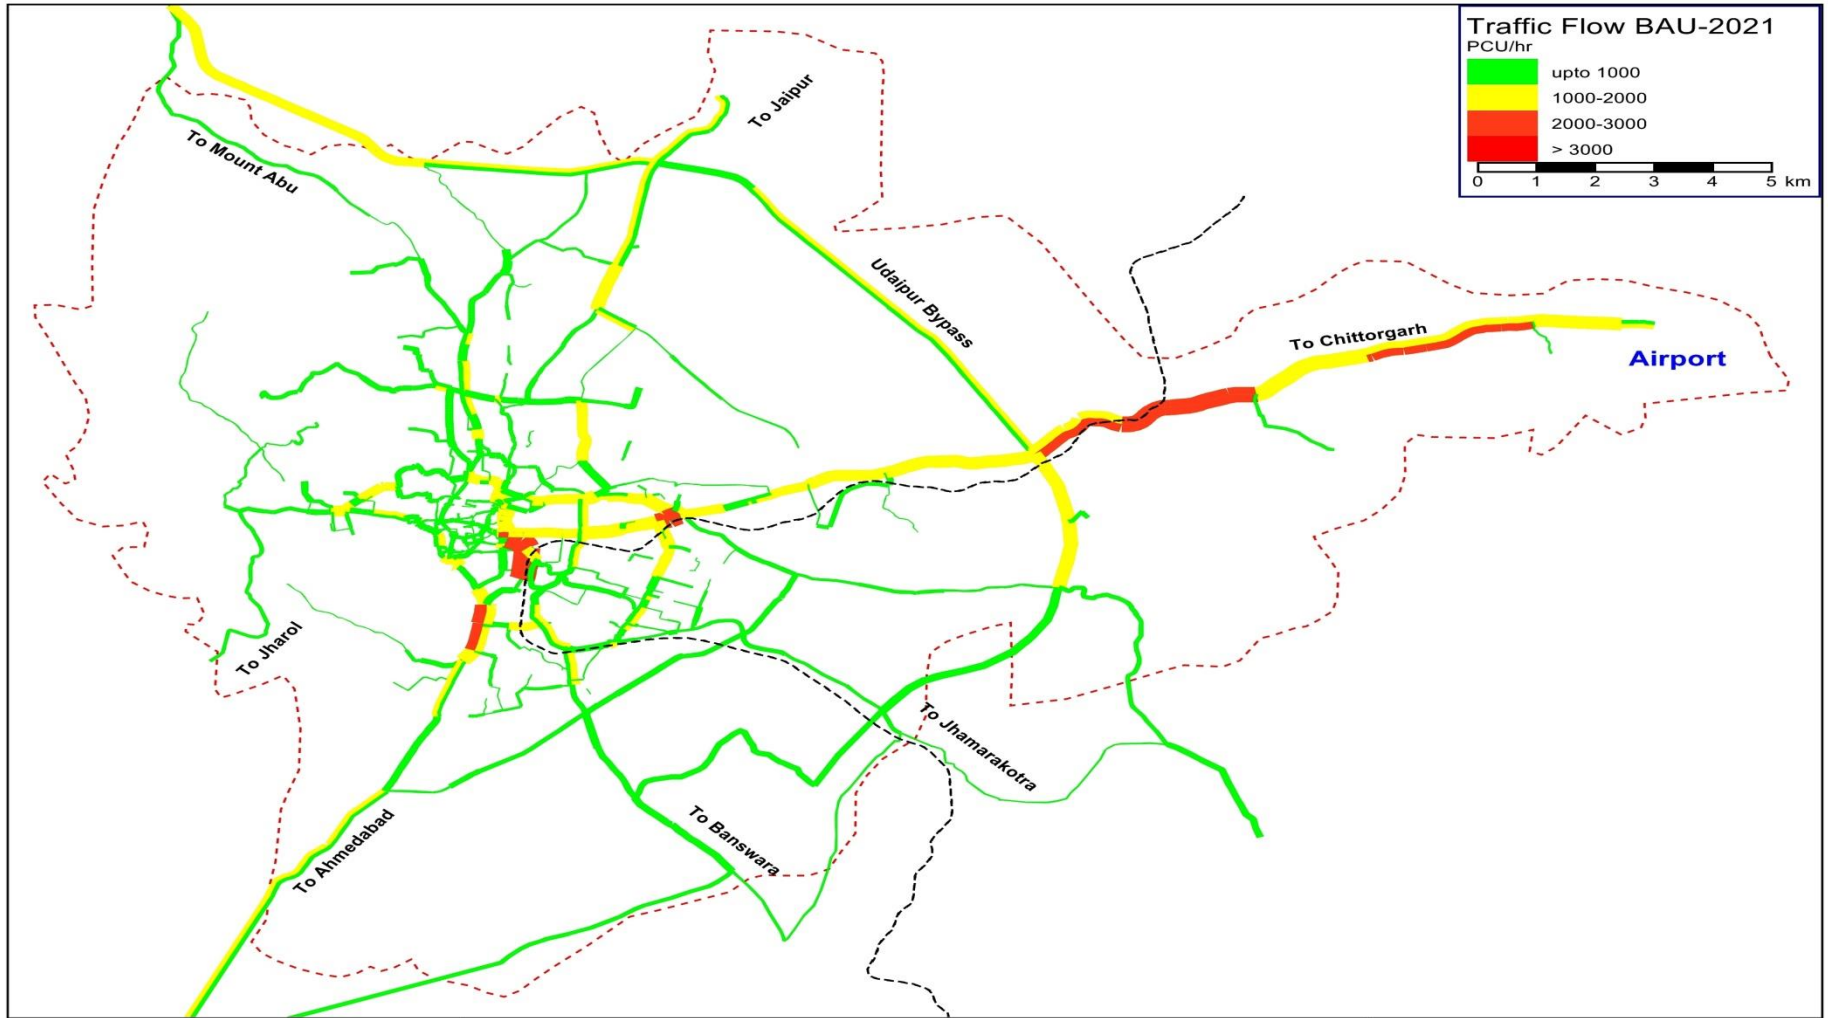 Traffic Flow BAU-2021
PCU/hr
upto 1000
1000-2000
2000-3000
> 3000
0 1 2 3 4 5 km
To Jaipur
To Mount Abu
Udaipur Bypass
To Chittorgarh
Airport
To Jharol
To Jhamarakotra
To Ahmedabad
To Banswara